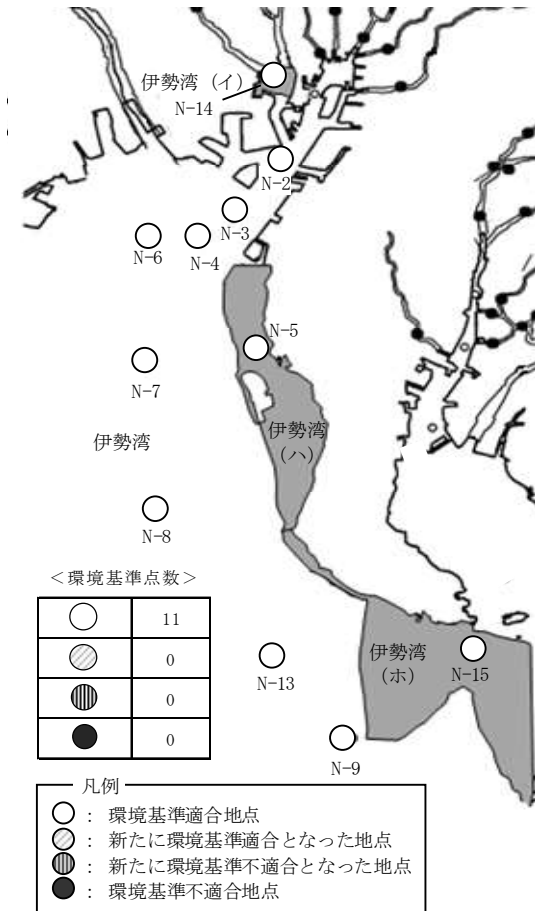 伊勢湾（イ）
N-14
N-2
N-3
N-6
N-4
N-5
N-7
伊勢湾
（ハ）
伊勢湾
N-8
＜環境基準点数＞
11
0
0
0
伊勢湾
（ホ）
N-13
N-15
N-9
凡例
： 環境基準適合地点
： 新たに環境基準適合となった地点
： 新たに環境基準不適合となった地点
： 環境基準不適合地点